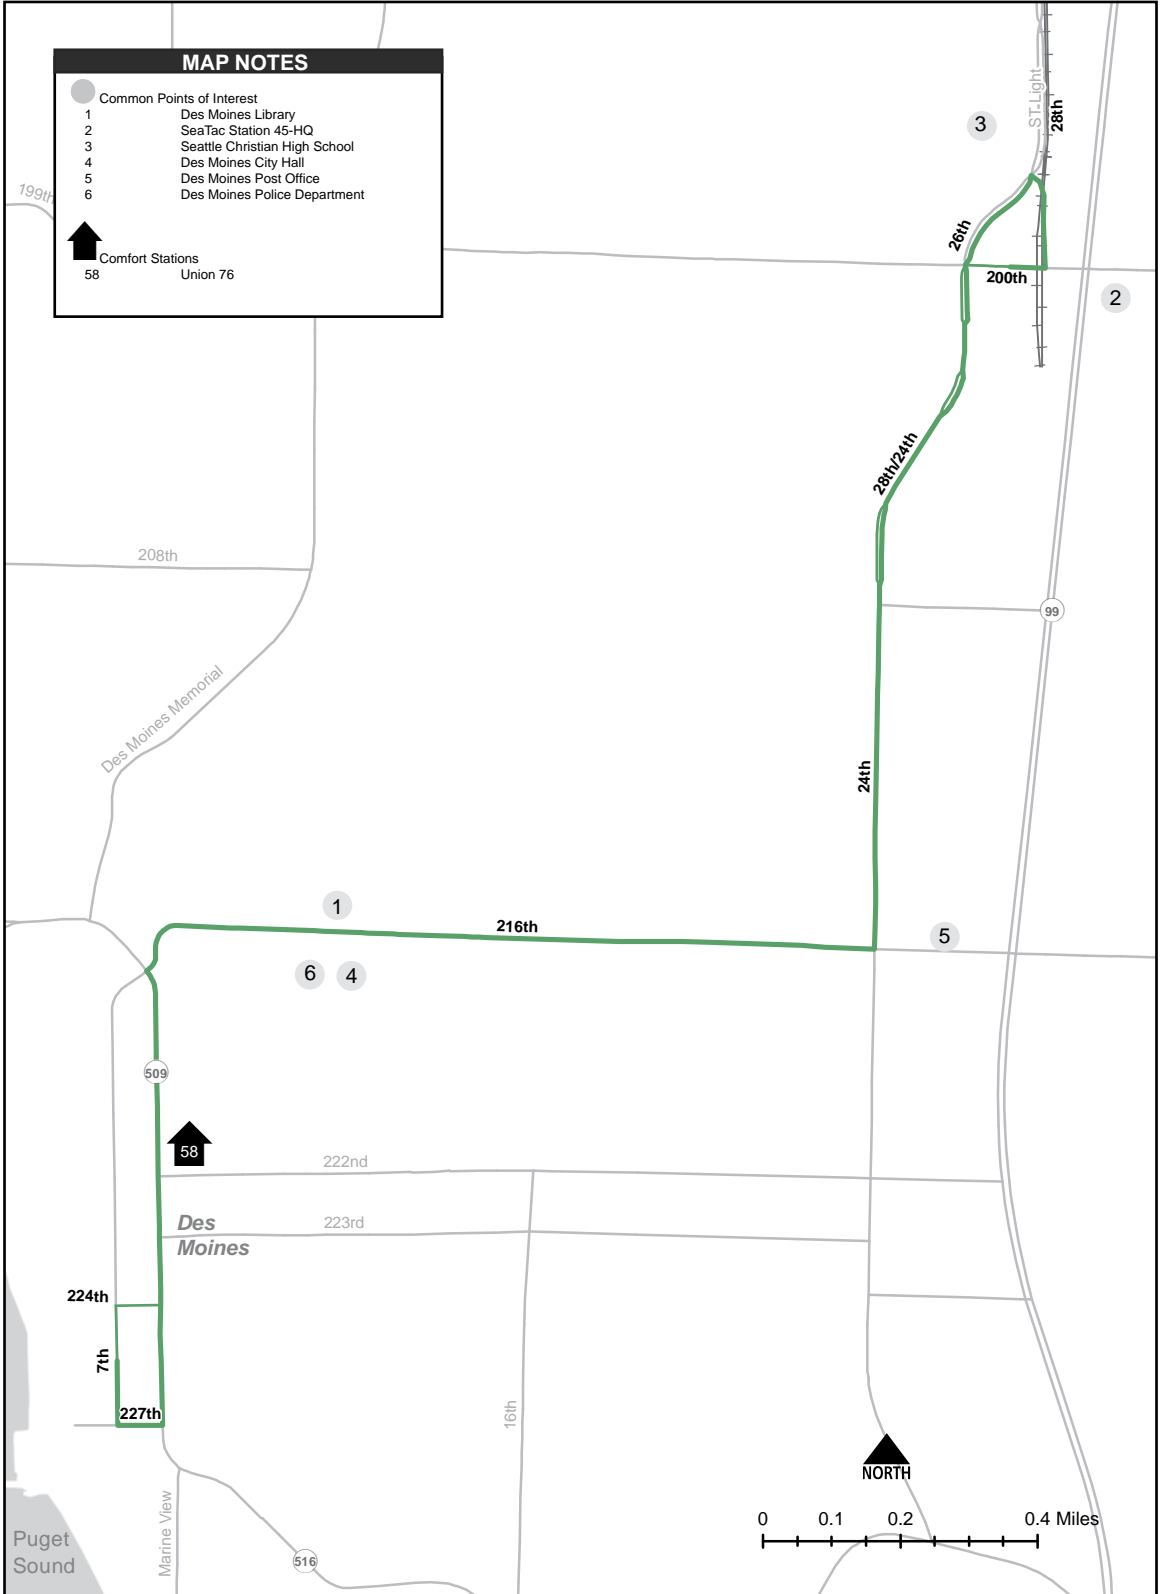 MAP NOTES
Common Points of Interest
1 Des Moines Library
2 SeaTac Station 45-HQ
3 Seattle Christian High School
4 Des Moines City Hall
5 Des Moines Post Office
6 Des Moines Police Department
Comfort Stations
58 Union 76
ST-Light
28th
3
199th
26th
200th
2
28th/24th
208th
99
Des Moines Memorial
24th
1
216th
5
6 4
509
58
222nd
Des
Moines
223rd
224th
7th
227th
16th
NORTH
Marine View
516
Puget
Sound
0 0.1 0.2 0.4 Miles